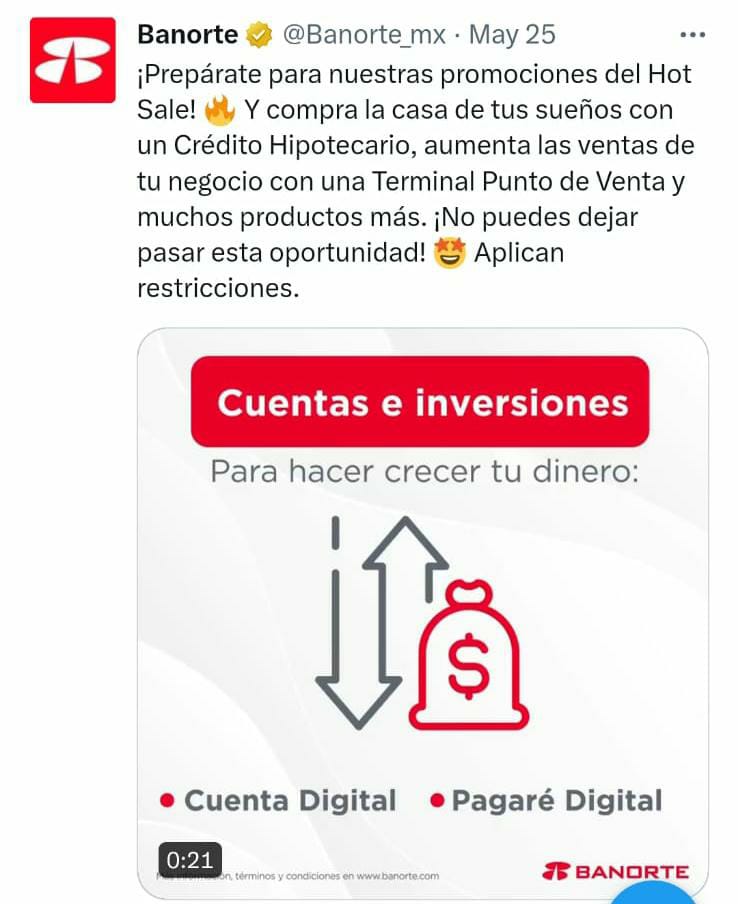 Banorte @Banorte_mx · May 25 ...
¡Prepárate para nuestras promociones del Hot
Sale! 🔥 Y compra la casa de tus sueños con
un Crédito Hipotecario, aumenta las ventas de
tu negocio con una Terminal Punto de Venta y
muchos productos más. ¡No puedes dejar
pasar esta oportunidad! 🤩 Aplican
restricciones.
Cuentas e inversiones
Para hacer crecer tu dinero:
$
• Cuenta Digital • Pagaré Digital
0:21
términos y condiciones en www.banorte.com
BANORTE